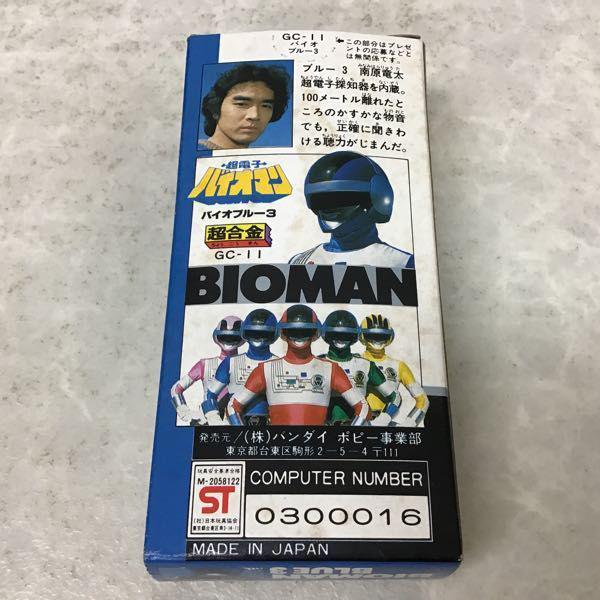 GC-11
バイオ
ブルー3
←この部分はプレゼ
ントの応募などと
は無関係です。
ブルー3 南原竜太
超電子探知器を内蔵。
100メートル離れたと
ころのかすかな物音
でも，正確に聞きわ
ける聴力がじまんだ。
超電子
バイオマン
バイオブルー3
超合金
GC-11
BIOMAN
発売元/(株)バンダイ ポピー事業部
東京都台東区駒形2-5-4 〒111
玩具安全基準合格
M-2058122
ST
(社)日本玩具協会
COMPUTER NUMBER
0300016
MADE IN JAPAN
BIOMAN
BLUE 3